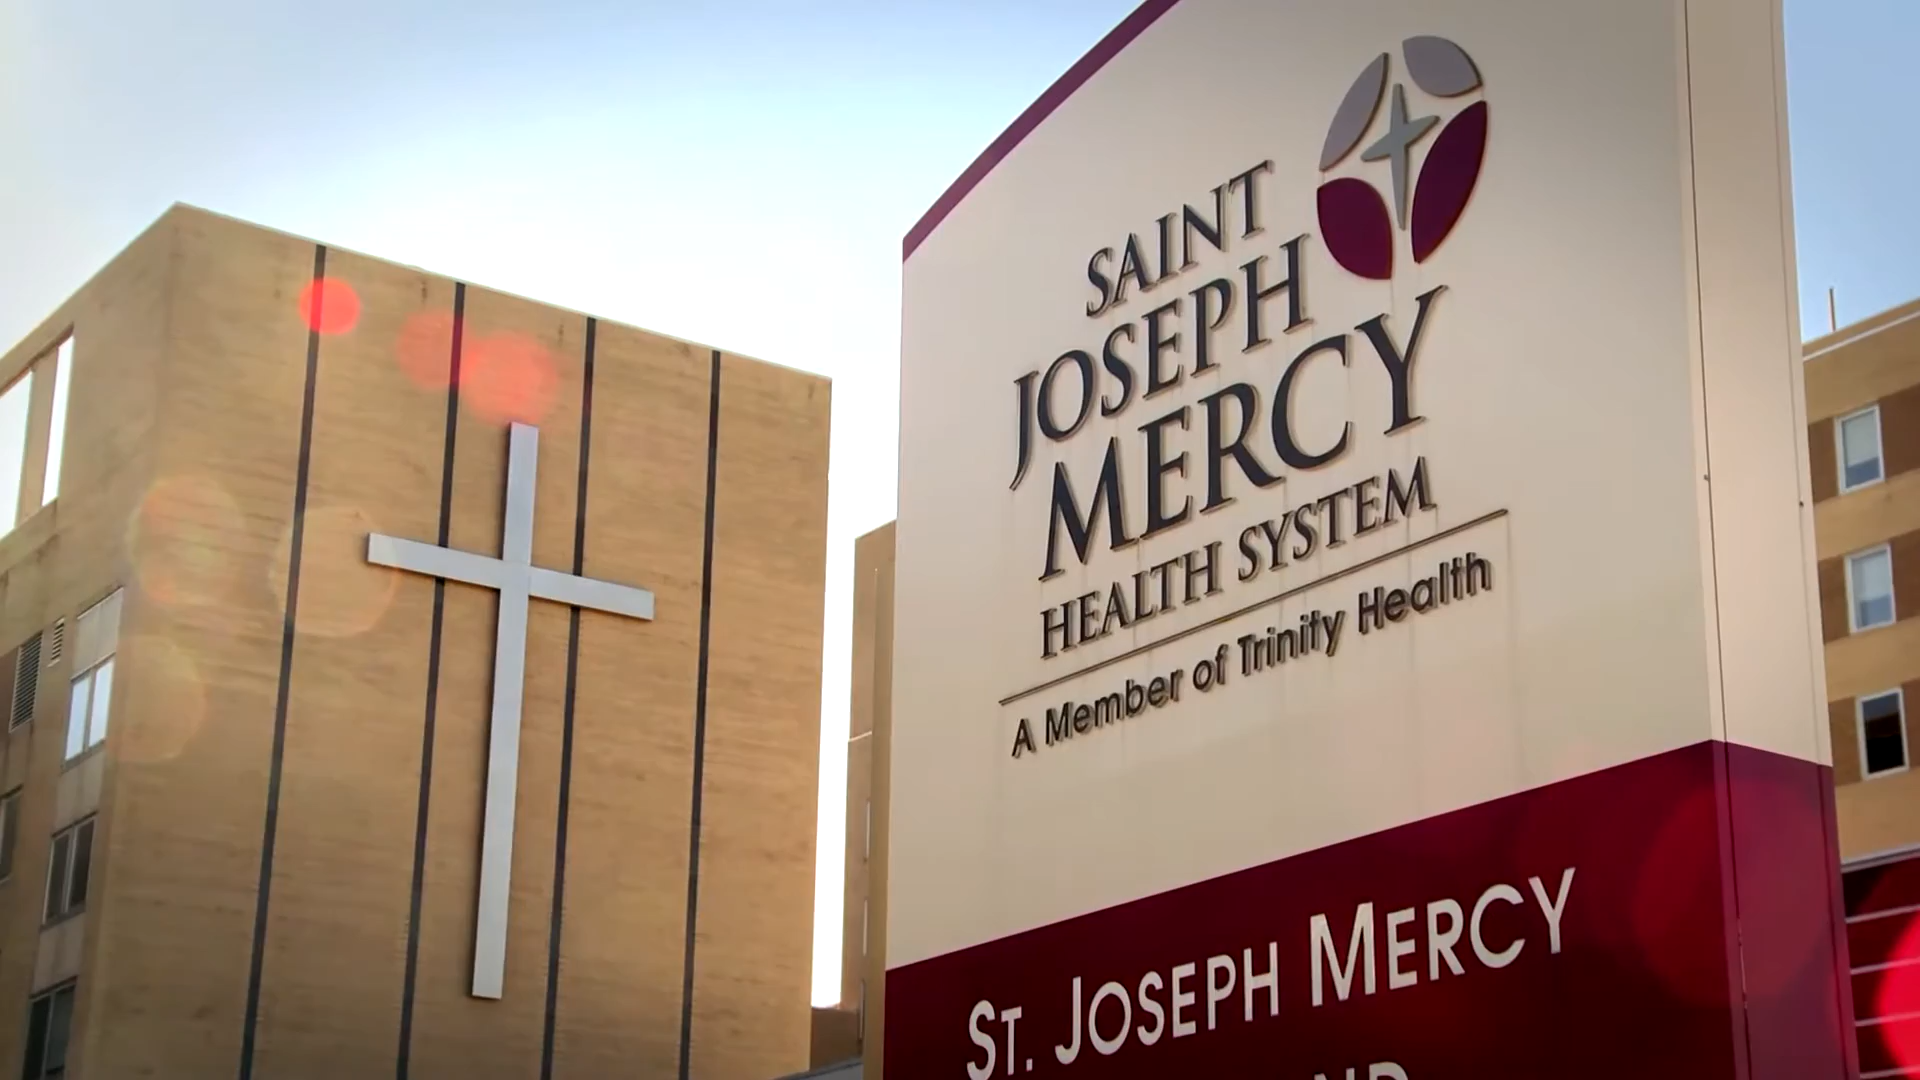 SAINT
JOSEPH
MERCY
HEALTH SYSTEM
A Member of Trinity Health
ST. JOSEPH MERCY